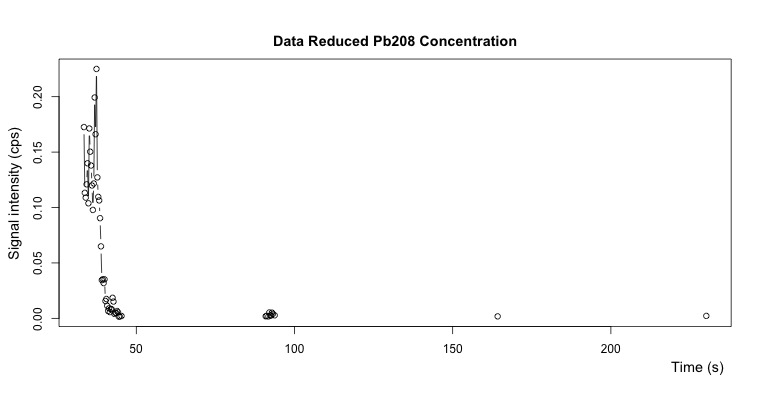 Data Reduced Pb208 Concentration
Signal intensity (cps)
0.20
0.15
0.10
0.05
0.00
50 100 150 200
Time (s)